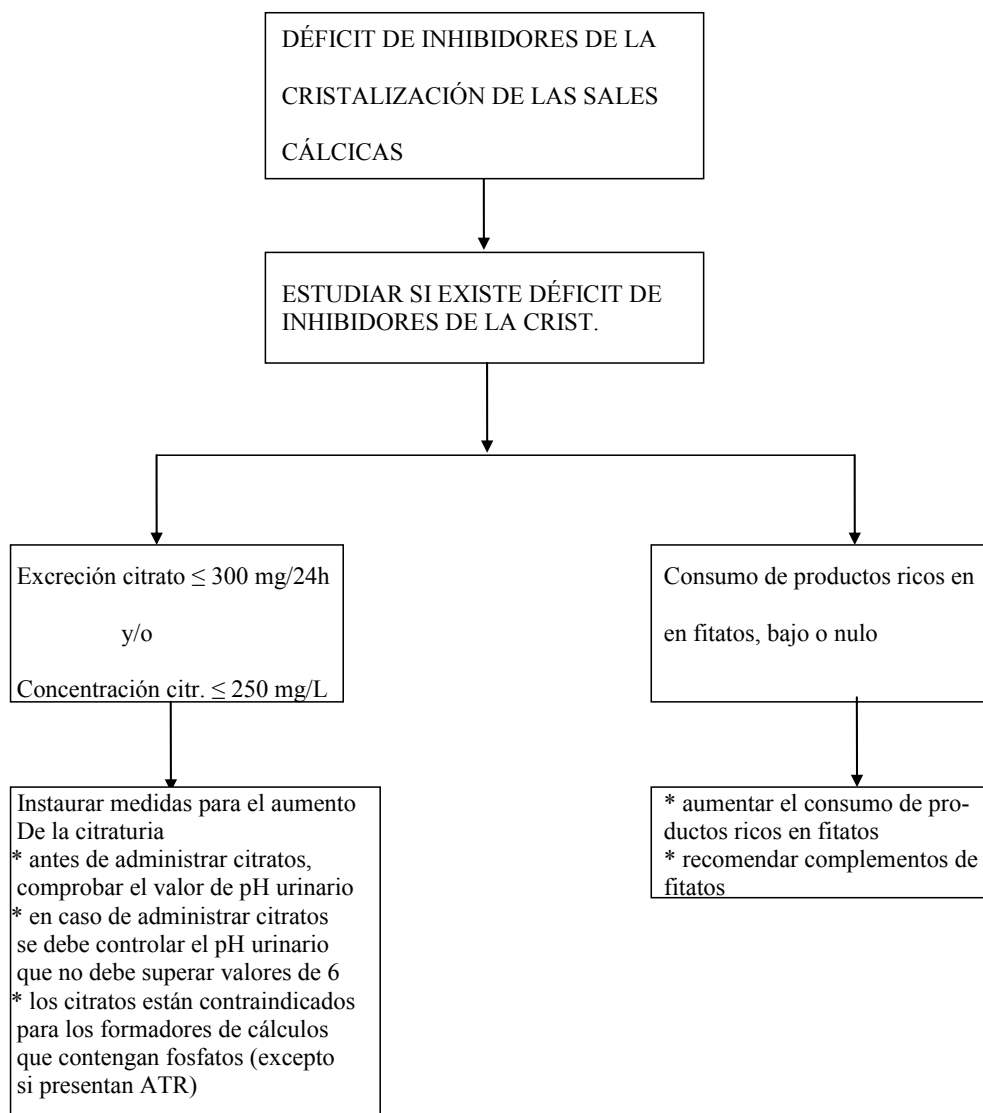 DÉFICIT DE INHIBIDORES DE LA
CRISTALIZACIÓN DE LAS SALES
CÁLCICAS
ESTUDIAR SI EXISTE DÉFICIT DE
INHIBIDORES DE LA CRIST.
Excreción citrato ≤ 300 mg/24h
y/o
Concentración citr. ≤ 250 mg/L
Consumo de productos ricos en
en fitatos, bajo o nulo
Instaurar medidas para el aumento
De la citraturia
* antes de administrar citratos,
comprobar el valor de pH urinario
* en caso de administrar citratos
se debe controlar el pH urinario
que no debe superar valores de 6
* los citratos están contraindicados
para los formadores de cálculos
que contengan fosfatos (excepto
si presentan ATR)
* aumentar el consumo de pro-
ductos ricos en fitatos
* recomendar complementos de
fitatos